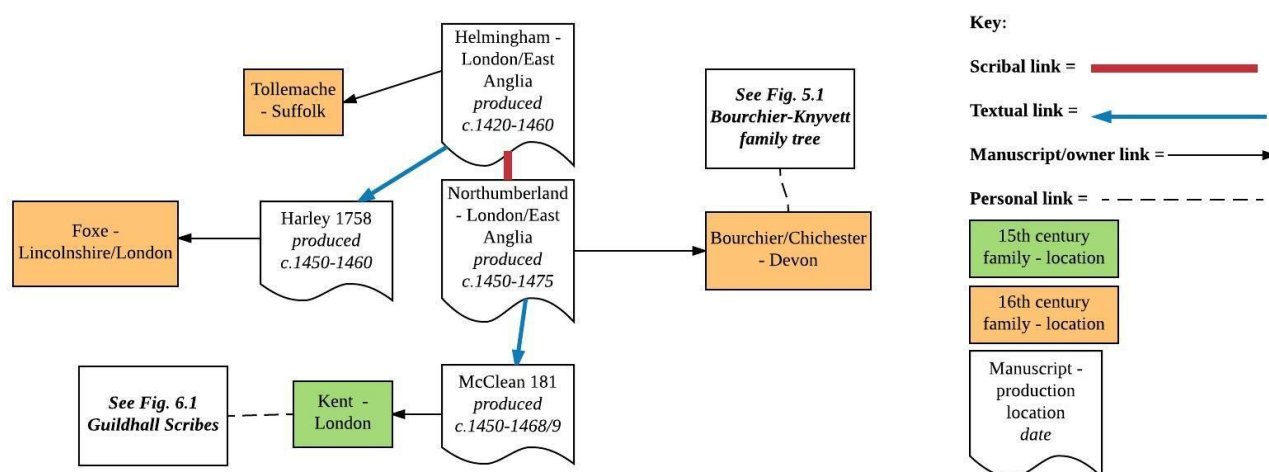 Helmingham -
London/East
Anglia
produced
c.1420-1460
Tollemache
- Suffolk
See Fig. 5.1
Bourchier-Knyvett
family tree
Northumberland
- London/East
Anglia
produced
c.1450-1475
Harley 1758
produced
c.1450-1460
Foxe -
Lincolnshire/London
Bourchier/Chichester
- Devon
McClean 181
produced
c.1450-1468/9
Kent -
London
See Fig. 6.1
Guildhall Scribes
Key:
Scribal link =
Textual link =
Manuscript/owner link =
Personal link =
15th century
family - location
16th century
family - location
Manuscript -
production
location
date